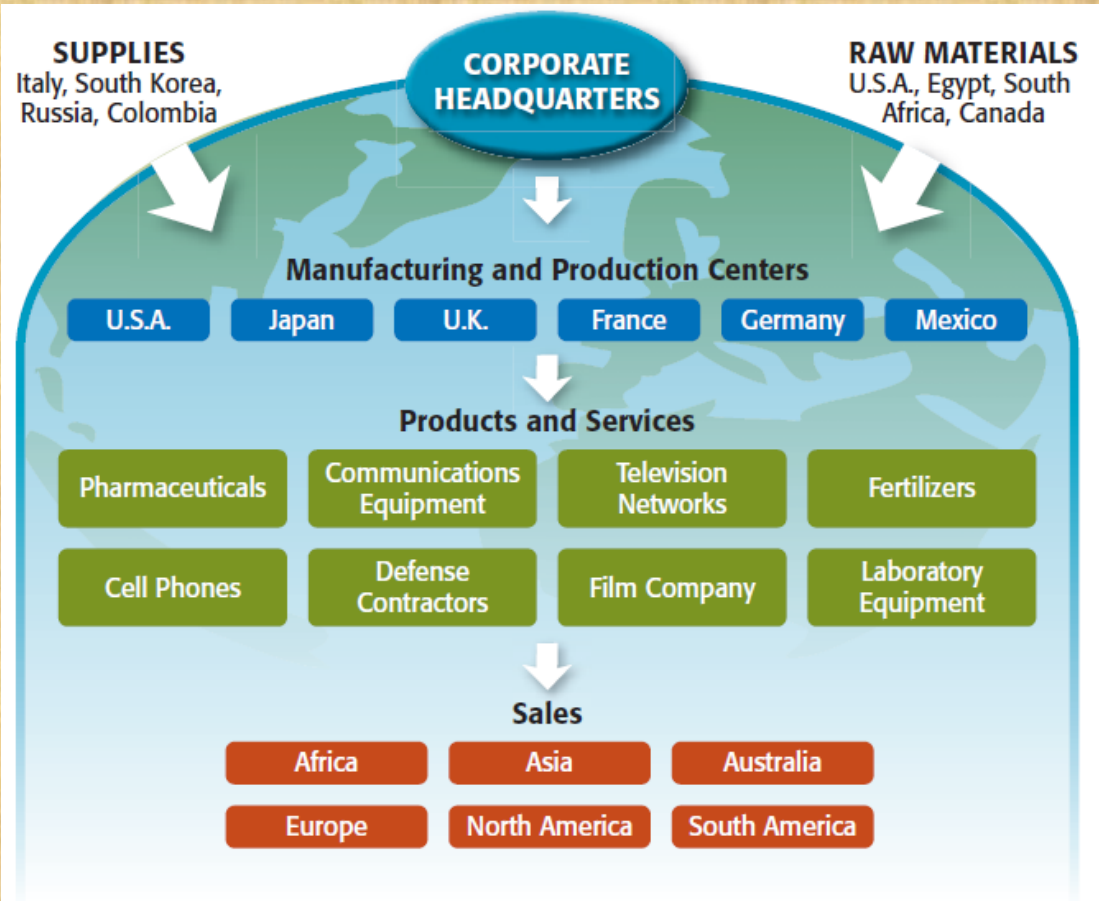 SUPPLIES
Italy, South Korea,
Russia, Colombia
CORPORATE
HEADQUARTERS
RAW MATERIALS
U.S.A., Egypt, South
Africa, Canada
Manufacturing and Production Centers
U.S.A.
Japan
U.K.
France
Germany
Mexico
Products and Services
Pharmaceuticals
Communications
Equipment
Television
Networks
Fertilizers
Cell Phones
Defense
Contractors
Film Company
Laboratory
Equipment
Sales
Africa
Asia
Australia
Europe
North America
South America